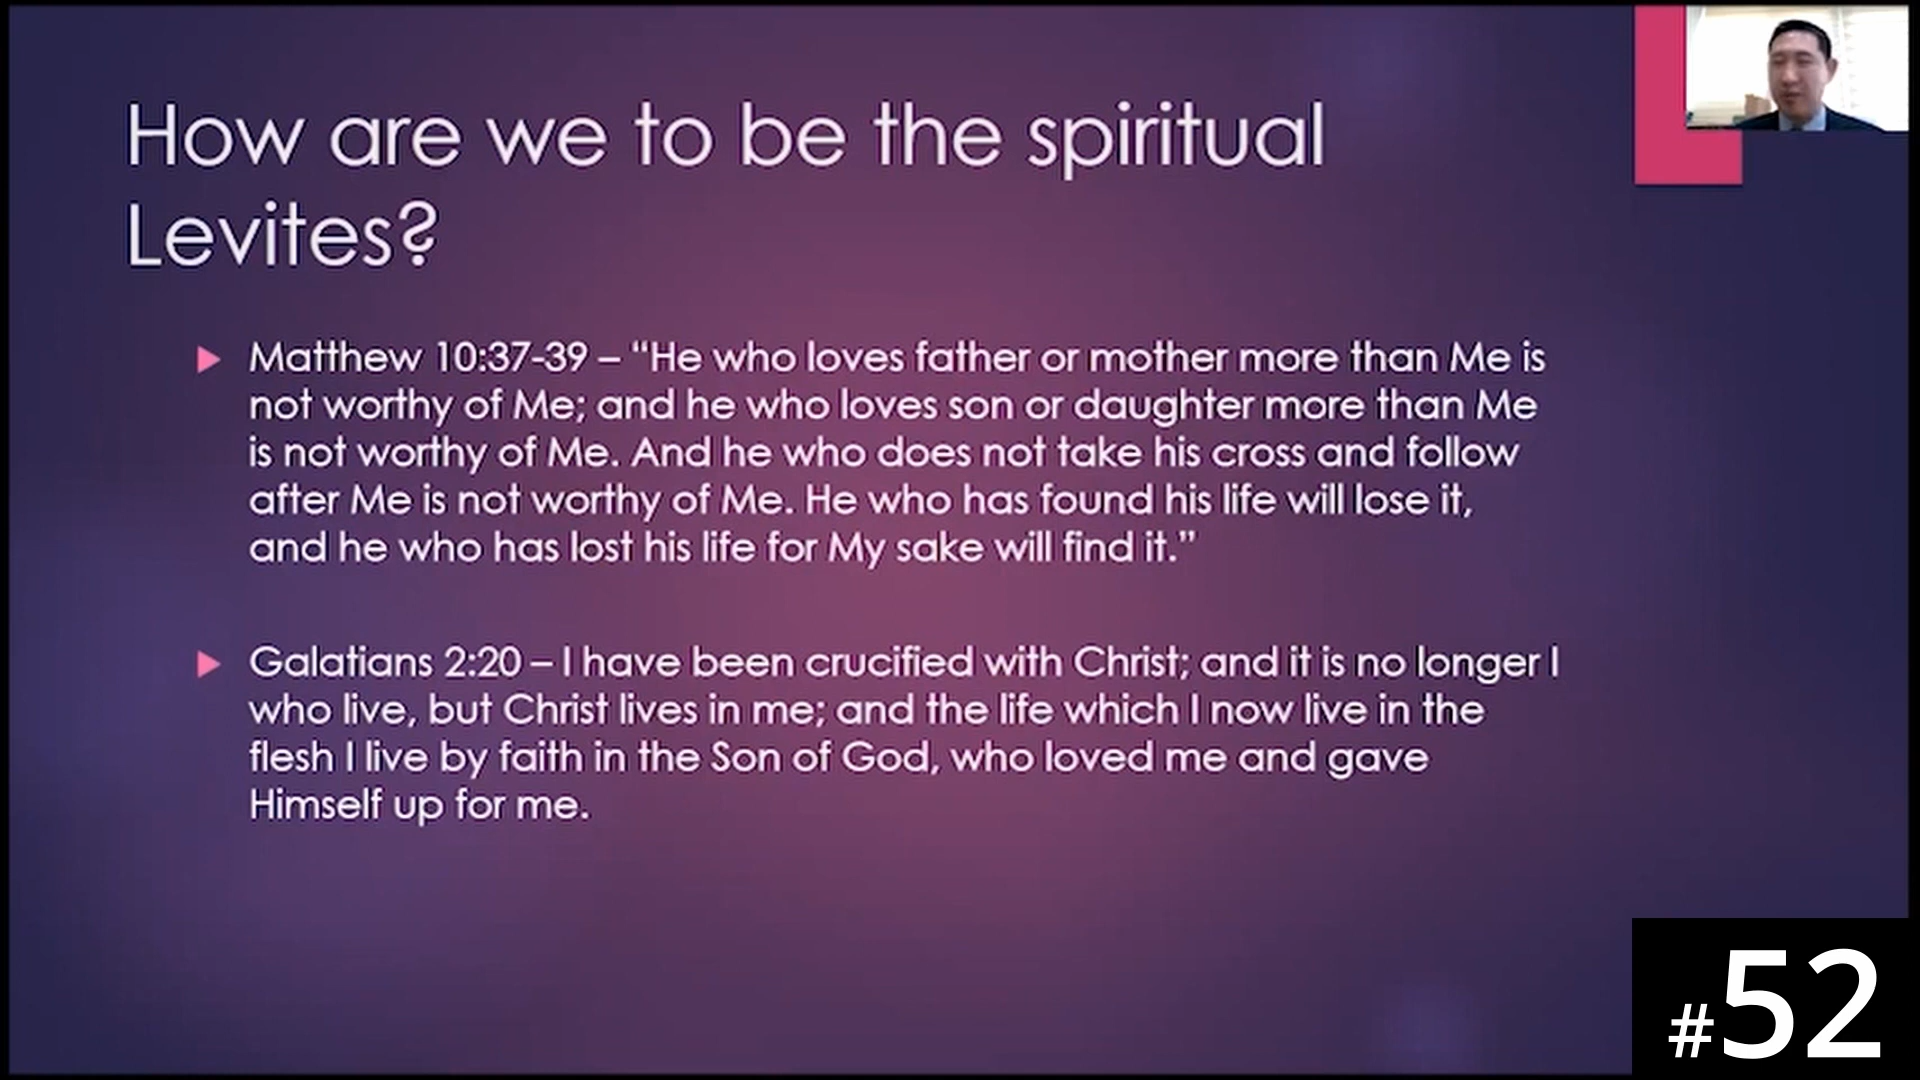 How are we to be the spiritual
Levites?
Matthew 10:37-39 – “He who loves father or mother more than Me is
not worthy of Me; and he who loves son or daughter more than Me
is not worthy of Me. And he who does not take his cross and follow
after Me is not worthy of Me. He who has found his life will lose it,
and he who has lost his life for My sake will find it.”
Galatians 2:20 – I have been crucified with Christ; and it is no longer I
who live, but Christ lives in me; and the life which I now live in the
flesh I live by faith in the Son of God, who loved me and gave
Himself up for me.
#52